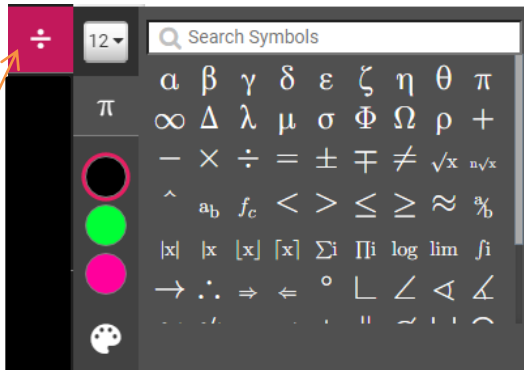 ÷
12
Search Symbols
π
α β γ δ ε ζ η θ π
∞ Δ λ μ σ Φ Ω ρ +
− × ÷ = ± ∓ ≠ √x n√x
^ ab fc < > ≤ ≥ ≈ a/b
|x| |x ⌊x⌋ ⌈x⌉ ∑i ∏i log lim ∫i
→ ∴ ⇒ ⇐ ° ∟ ∠ ∢ ∡